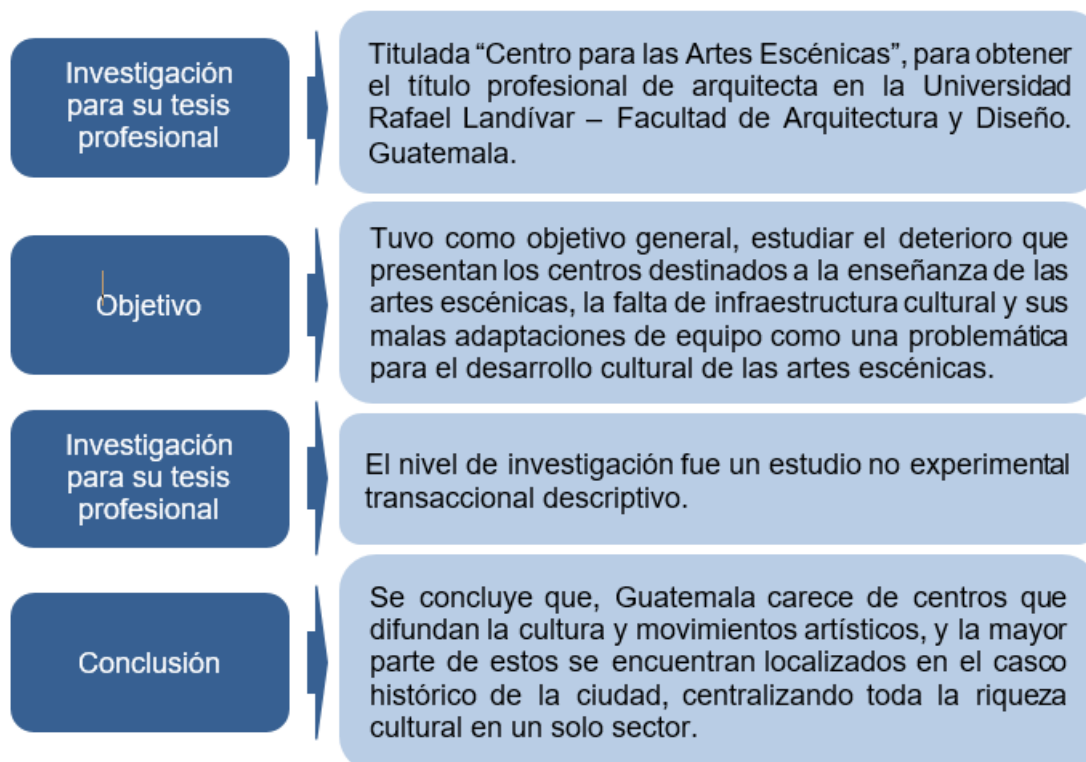 Investigación
para su tesis
profesional
Titulada “Centro para las Artes Escénicas”, para obtener
el título profesional de arquitecta en la Universidad
Rafael Landívar – Facultad de Arquitectura y Diseño.
Guatemala.
Objetivo
Tuvo como objetivo general, estudiar el deterioro que
presentan los centros destinados a la enseñanza de las
artes escénicas, la falta de infraestructura cultural y sus
malas adaptaciones de equipo como una problemática
para el desarrollo cultural de las artes escénicas.
Investigación
para su tesis
profesional
El nivel de investigación fue un estudio no experimental
transaccional descriptivo.
Conclusión
Se concluye que, Guatemala carece de centros que
difundan la cultura y movimientos artísticos, y la mayor
parte de estos se encuentran localizados en el casco
histórico de la ciudad, centralizando toda la riqueza
cultural en un solo sector.